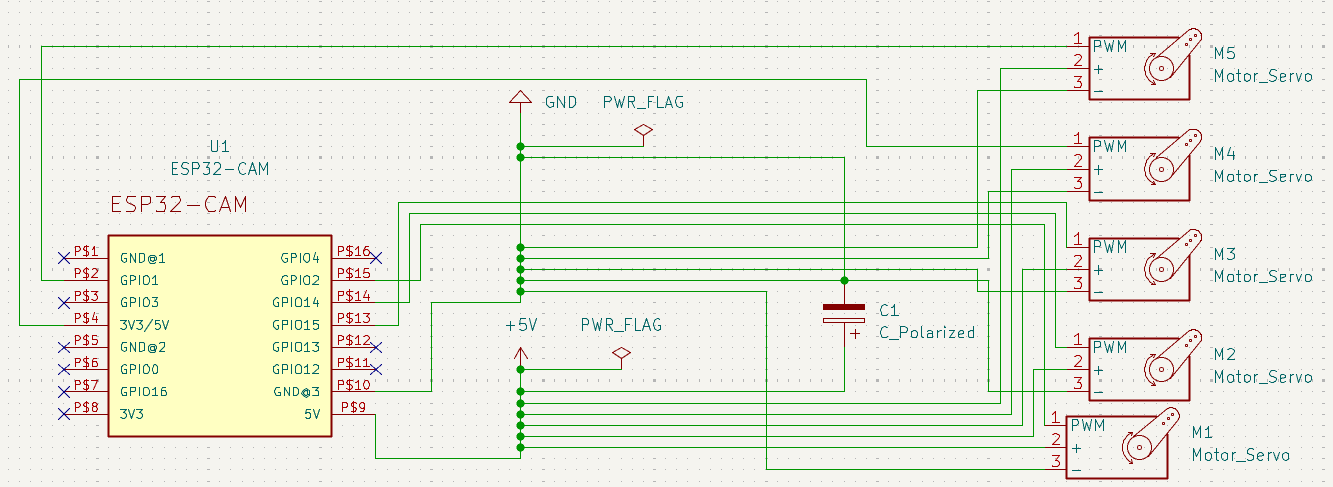 1 PWM
2 +
3 −
M5
Motor_Servo
GND PWR_FLAG
1 PWM
2 +
3 −
M4
Motor_Servo
U1
ESP32-CAM
ESP32-CAM
P$1 GND@1 GPIO4 P$16
P$2 GPIO1 GPIO2 P$15
P$3 GPIO3 GPIO14 P$14
P$4 3V3/5V GPIO15 P$13
P$5 GND@2 GPIO13 P$12
P$6 GPIO0 GPIO12 P$11
P$7 GPIO16 GND@3 P$10
P$8 3V3 5V P$9
1 PWM
2 +
3 −
M3
Motor_Servo
+5V PWR_FLAG
C1
+ C_Polarized
1 PWM
2 +
3 −
M2
Motor_Servo
1 PWM
2 +
3 −
M1
Motor_Servo